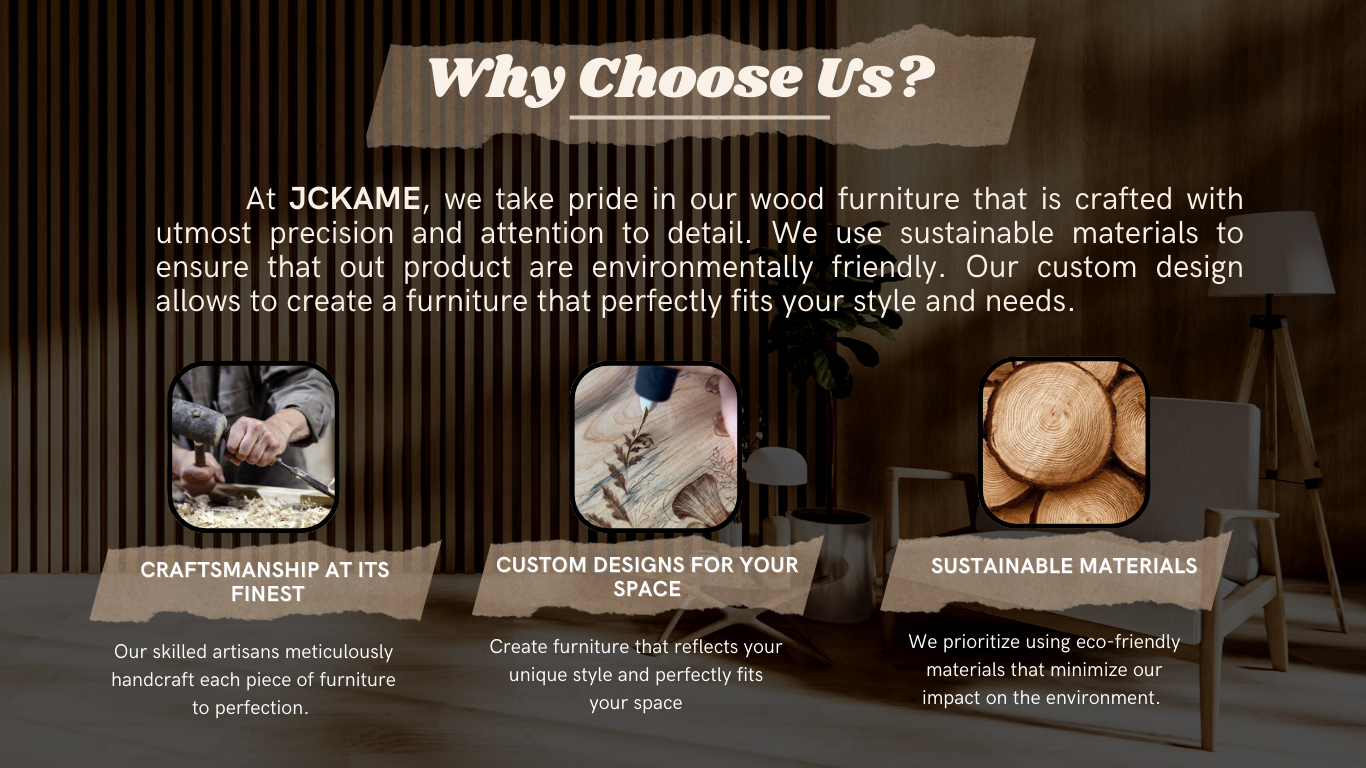 Why Choose Us?
At JCKAME, we take pride in our wood furniture that is crafted with
utmost precision and attention to detail. We use sustainable materials to
ensure that out product are environmentally friendly. Our custom design
allows to create a furniture that perfectly fits your style and needs.
CRAFTSMANSHIP AT ITS
FINEST
Our skilled artisans meticulously
handcraft each piece of furniture
to perfection.
CUSTOM DESIGNS FOR YOUR
SPACE
Create furniture that reflects your
unique style and perfectly fits
your space
SUSTAINABLE MATERIALS
We prioritize using eco-friendly
materials that minimize our
impact on the environment.